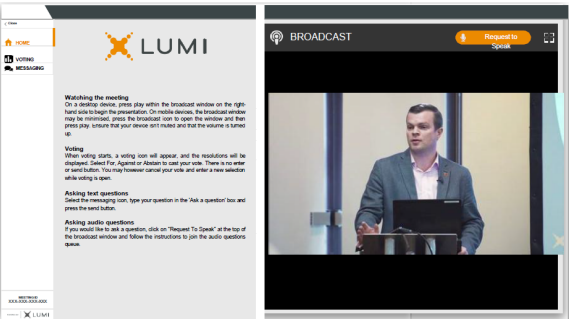 Close
HOME
VOTING
MESSAGING
LUMI
Watching the meeting
On a desktop device, press play within the broadcast window on the right-
hand side to begin the presentation. On mobile devices, the broadcast window
may be minimised, press the broadcast icon to open the window and then
press play. Ensure that your device isn't muted and that the volume is turned
up.
Voting
When voting starts, a voting icon will appear, and the resolutions will be
displayed. Select For, Against or Abstain to cast your vote. There is no enter
or send button. You may however cancel your vote and enter a new selection
while voting is open.
Asking text questions
Select the messaging icon, type your question in the 'Ask a question' box and
press the send button.
Asking audio questions
If you would like to ask a question, click on "Request To Speak" at the top of
the broadcast window and follow the instructions to join the audio questions
queue.
MEETING ID
XXX-XXX-XXX-XXX
LUMI
BROADCAST
Request to
Speak